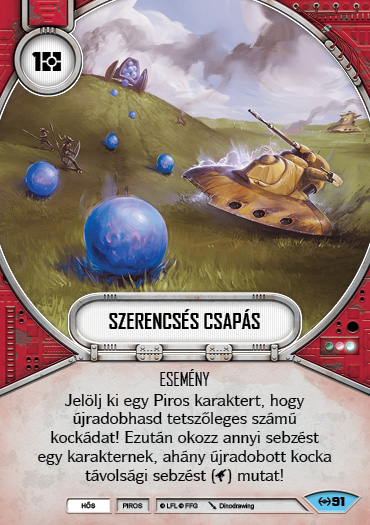 1
SZERENCSÉS CSAPÁS
ESEMÉNY
Jelölj ki egy Piros karaktert, hogy
újradobhasd tetszőleges számú
kockádat! Ezután okozz annyi sebzést
egy karakternek, ahány újradobott kocka
távolsági sebzést () mutat!
HŐS PIROS © LFL © FFG Dinodrawing 91